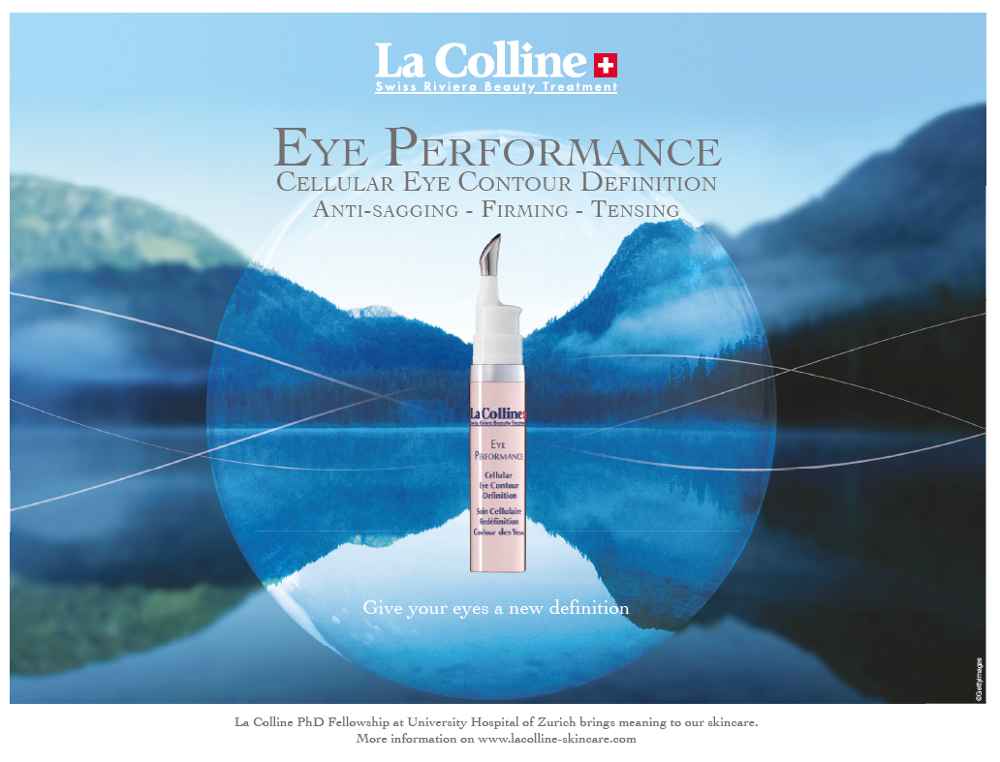 La Colline
Swiss Riviera Beauty Treatment
EYE PERFORMANCE
CELLULAR EYE CONTOUR DEFINITION
ANTI-SAGGING - FIRMING - TENSING
La Colline
Swiss Riviera Beauty
EYE
PERFORMANCE
Cellular
Eye Contour
Definition
Soin Cellulaire
Redéfinition
Contour des Yeux
Give your eyes a new definition
©Gettyimages
La Colline PhD Fellowship at University Hospital of Zurich brings meaning to our skincare.
More information on www.lacolline-skincare.com